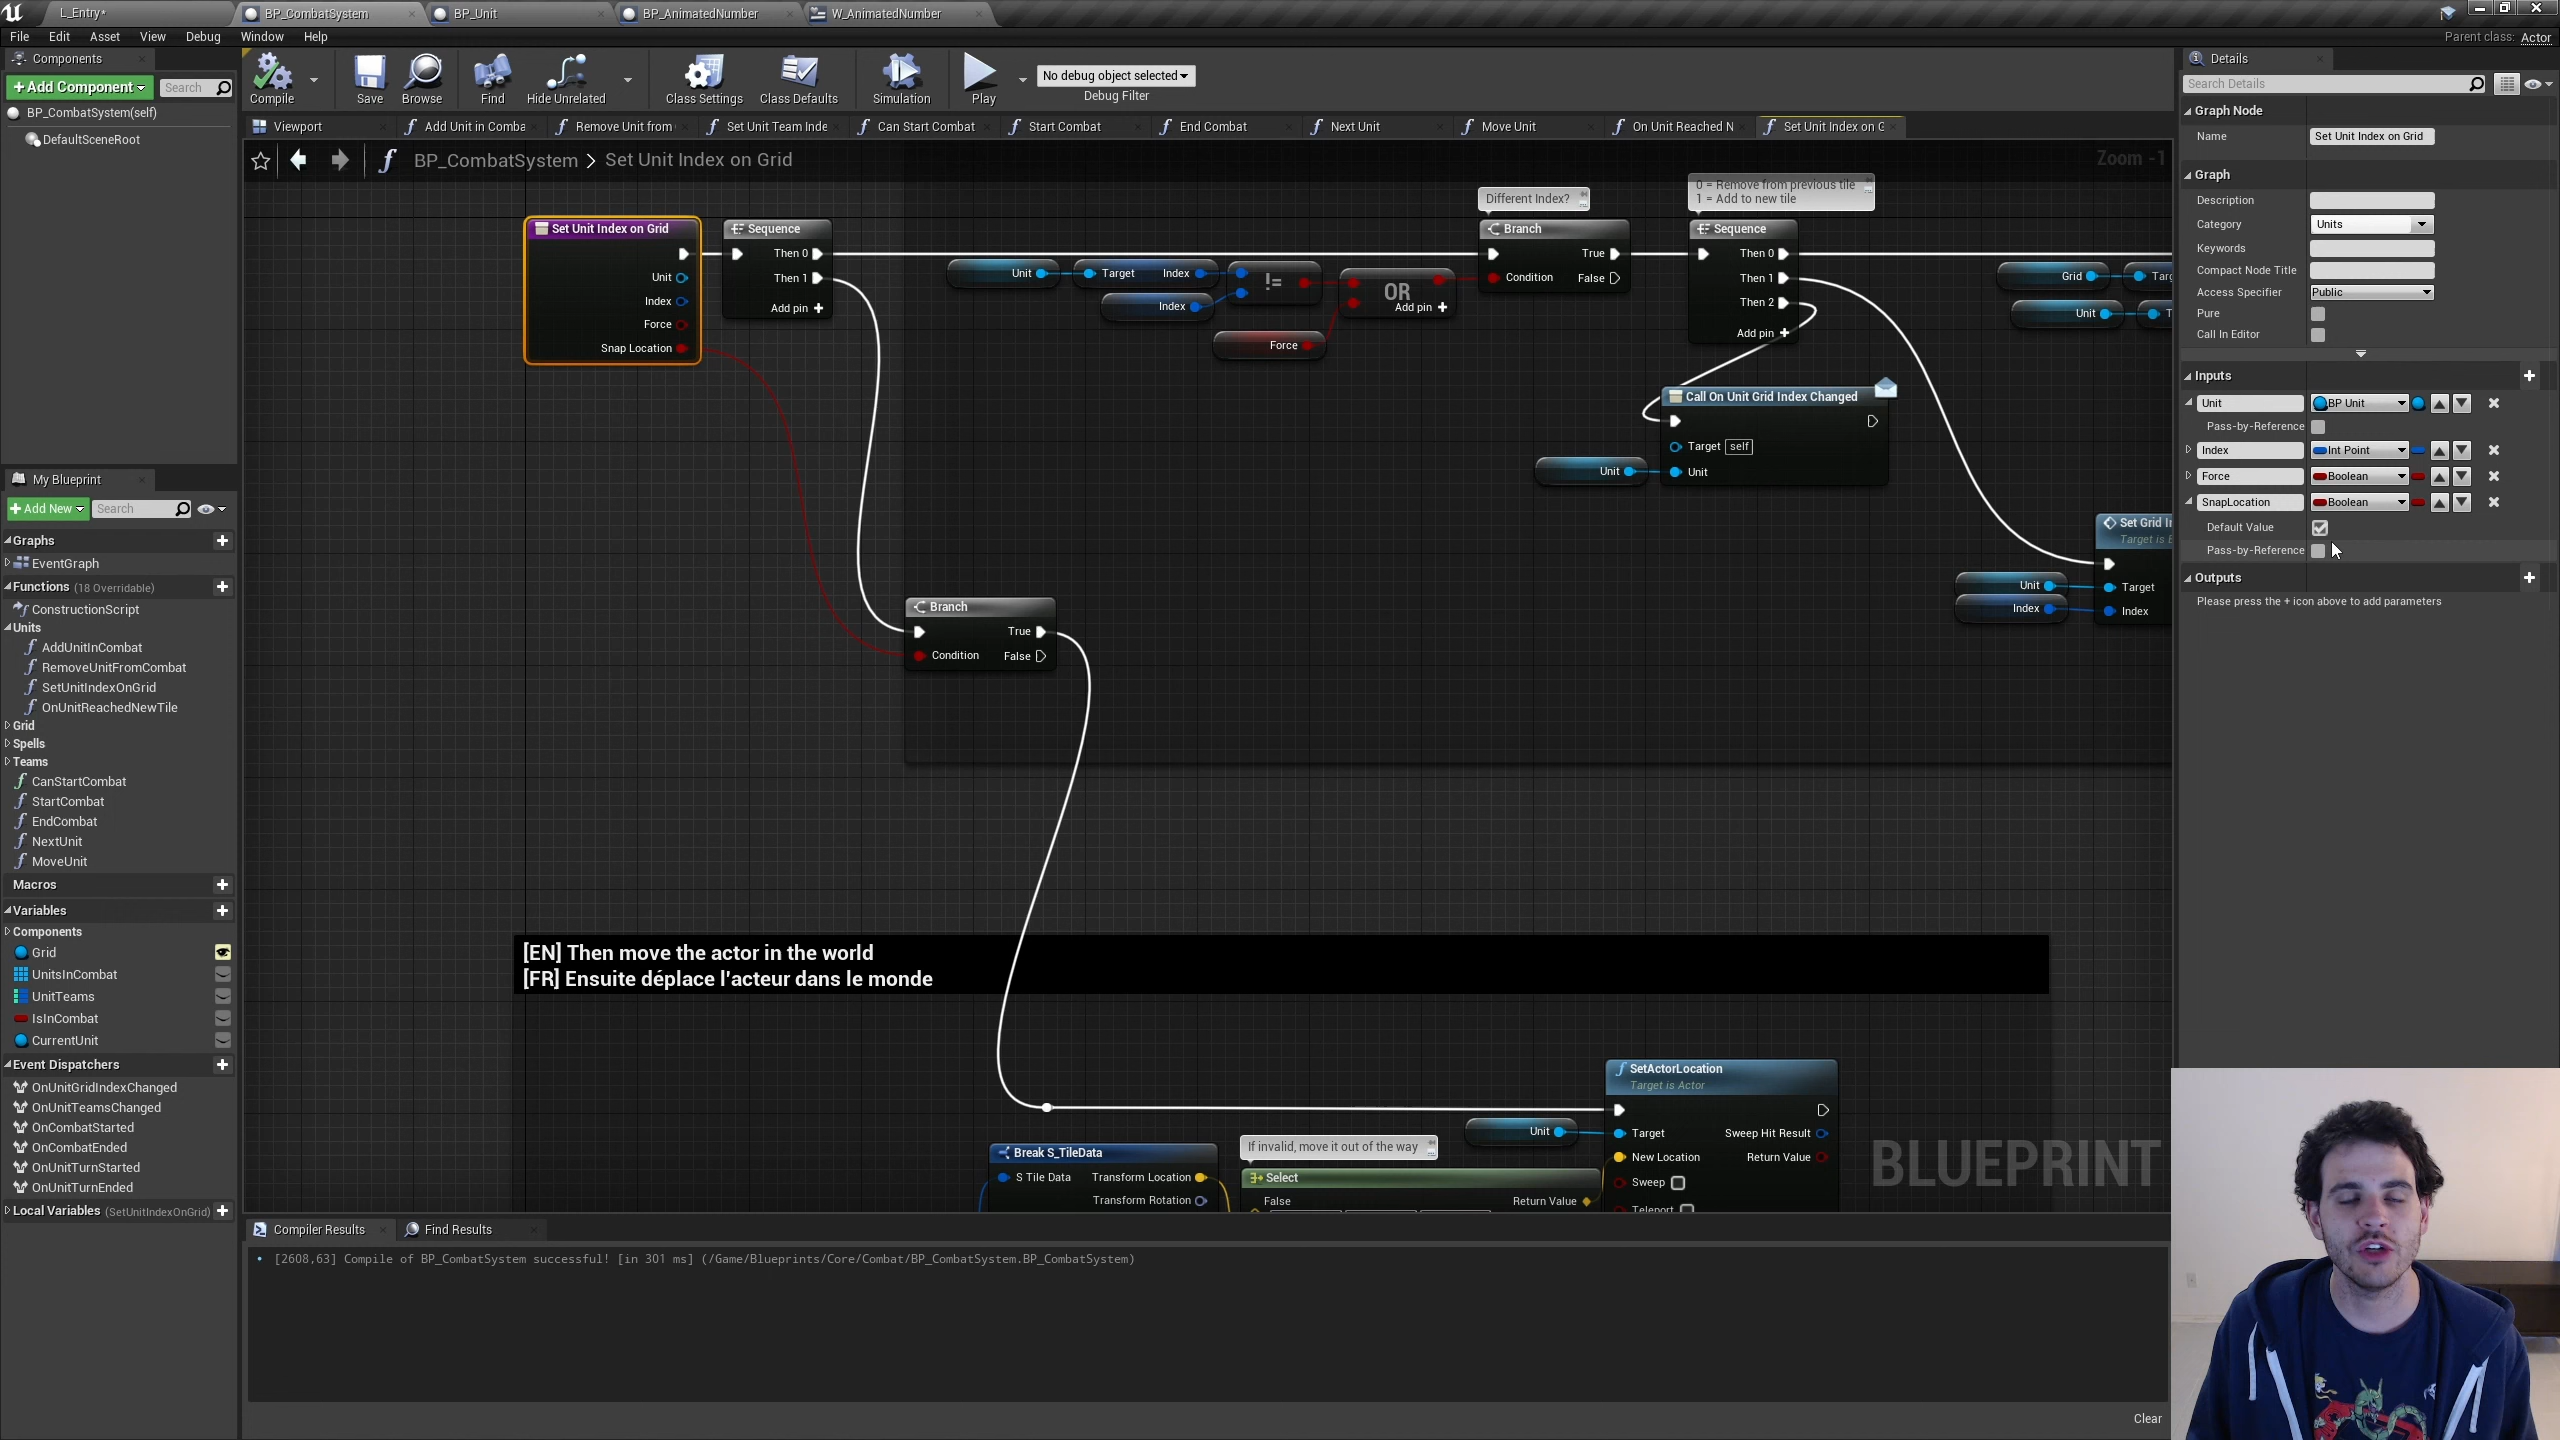 L_Entry*
BP_CombatSystem
BP_Unit
BP_AnimatedNumber
W_AnimatedNumber
File Edit Asset View Debug Window Help
Parent class: Actor
Components
+Add Component
Search
BP_CombatSystem(self)
DefaultSceneRoot
Compile
Save
Browse
Find
Hide Unrelated
Class Settings
Class Defaults
Simulation
Play
No debug object selected
Debug Filter
Viewport
Add Unit in Comba
Remove Unit from
Set Unit Team Inde
Can Start Combat
Start Combat
End Combat
Next Unit
Move Unit
On Unit Reached N
Set Unit Index on G
BP_CombatSystem > Set Unit Index on Grid
Zoom -1
Set Unit Index on Grid
Unit
Index
Force
Snap Location
Sequence
Then 0
Then 1
Add pin +
Unit
Target Index
Index
!=
Force
OR
Add pin +
Different Index?
Branch
True
Condition False
0 = Remove from previous tile
1 = Add to new tile
Sequence
Then 0
Then 1
Then 2
Add pin +
Grid
Targ
Unit
T
Call On Unit Grid Index Changed
Target self
Unit
Unit
Set Grid In
Unit
Target
Index
Index
Branch
True
Condition False
[EN] Then move the actor in the world
[FR] Ensuite déplace l'acteur dans le monde
SetActorLocation
Target is Actor
Unit
Target Sweep Hit Result
New Location Return Value
Sweep
Teleport
If invalid, move it out of the way
Select
False Return Value
Break S_TileData
S Tile Data Transform Location
Transform Rotation
BLUEPRINT
My Blueprint
+Add New
Search
Graphs
EventGraph
Functions (18 Overridable)
ConstructionScript
Units
AddUnitInCombat
RemoveUnitFromCombat
SetUnitIndexOnGrid
OnUnitReachedNewTile
Grid
Spells
Teams
CanStartCombat
StartCombat
EndCombat
NextUnit
MoveUnit
Macros
Variables
Components
Grid
UnitsInCombat
UnitTeams
IsInCombat
CurrentUnit
Event Dispatchers
OnUnitGridIndexChanged
OnUnitTeamsChanged
OnCombatStarted
OnCombatEnded
OnUnitTurnStarted
OnUnitTurnEnded
Local Variables (SetUnitIndexOnGrid)
Compiler Results
Find Results
[2608,63] Compile of BP_CombatSystem successful! [in 301 ms] (/Game/Blueprints/Core/Combat/BP_CombatSystem.BP_CombatSystem)
Clear
Details
Search Details
Graph Node
Name Set Unit Index on Grid
Graph
Description
Category Units
Keywords
Compact Node Title
Access Specifier Public
Pure
Call In Editor
Inputs
Unit BP Unit
Pass-by-Reference
Index Int Point
Force Boolean
SnapLocation Boolean
Default Value
Pass-by-Reference
Outputs
Please press the + icon above to add parameters